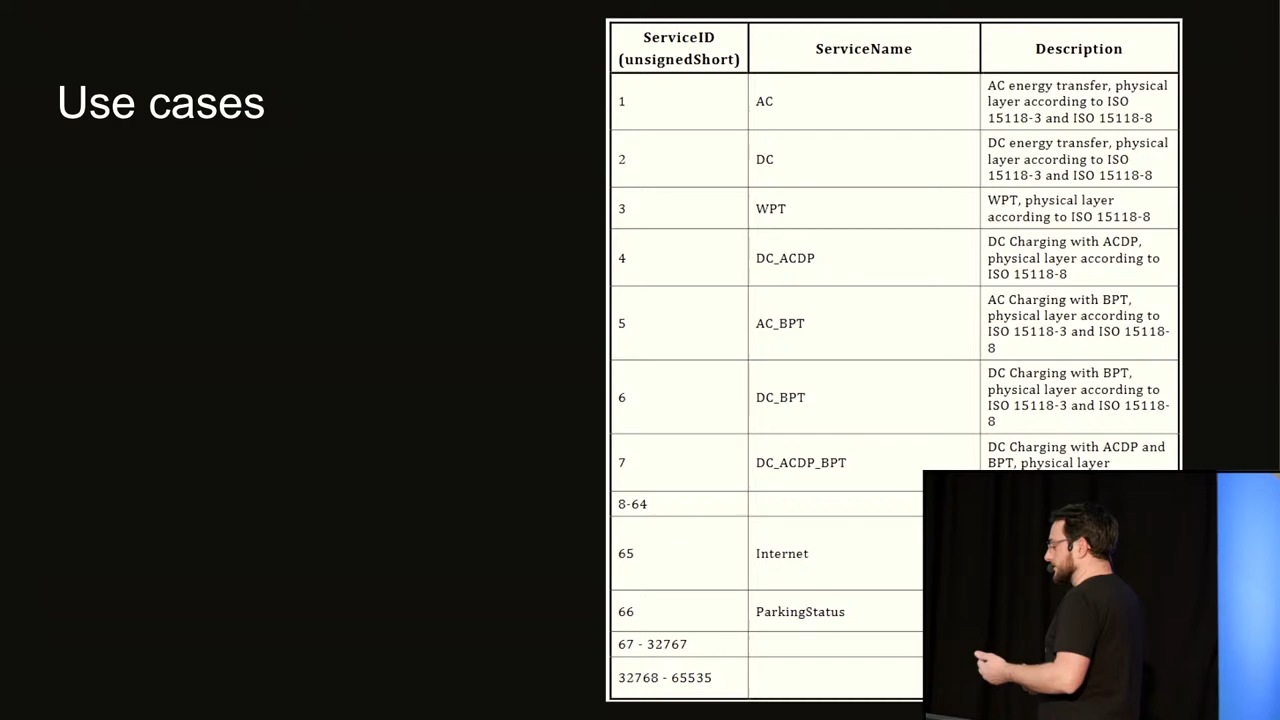 Use cases
ServiceID
(unsignedShort)
ServiceName
Description
1
AC
AC energy transfer, physical
layer according to ISO
15118-3 and ISO 15118-8
2
DC
DC energy transfer, physical
layer according to ISO
15118-3 and ISO 15118-8
3
WPT
WPT, physical layer
according to ISO 15118-8
4
DC_ACDP
DC Charging with ACDP,
physical layer according to
ISO 15118-8
5
AC_BPT
AC Charging with BPT,
physical layer according to
ISO 15118-3 and ISO 15118-
8
6
DC_BPT
DC Charging with BPT,
physical layer according to
ISO 15118-3 and ISO 15118-
8
7
DC_ACDP_BPT
DC Charging with ACDP and
BPT, physical layer
8-64
65
Internet
66
ParkingStatus
67 - 32767
32768 - 65535